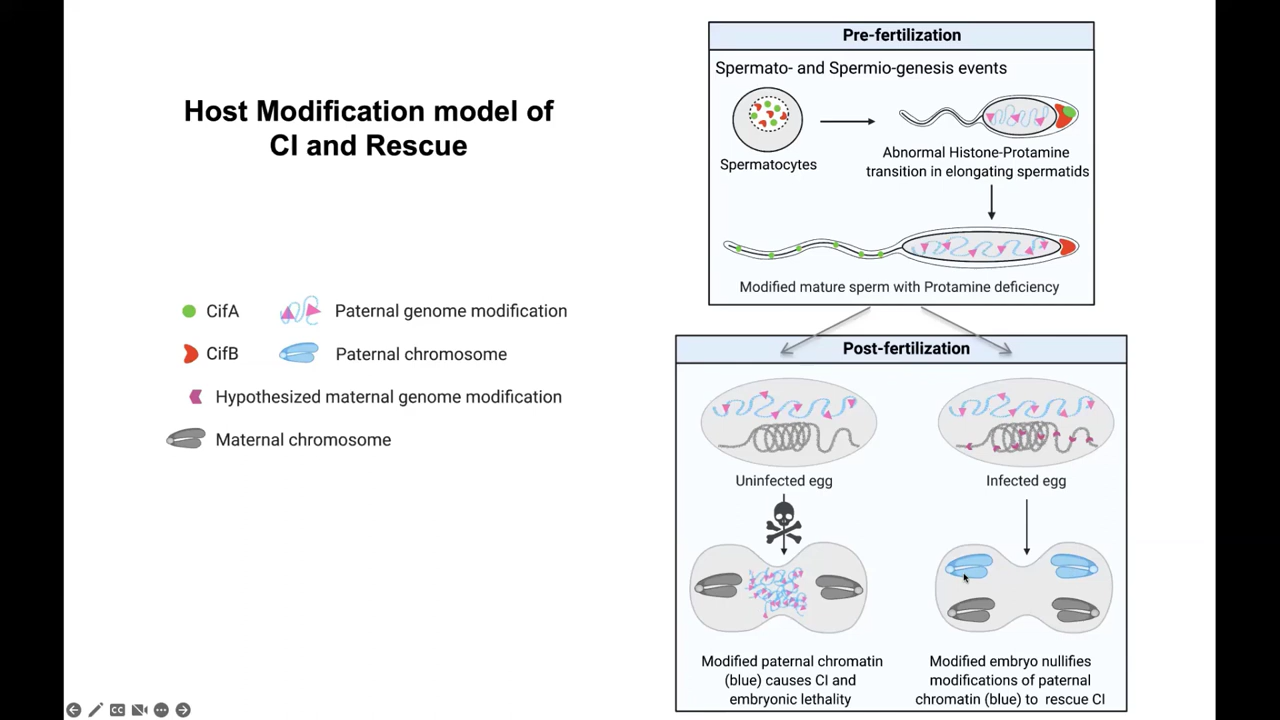 Host Modification model of
CI and Rescue
CifA
Paternal genome modification
CifB
Paternal chromosome
Hypothesized maternal genome modification
Maternal chromosome
Pre-fertilization
Spermato- and Spermio-genesis events
Spermatocytes
Abnormal Histone-Protamine
transition in elongating spermatids
Modified mature sperm with Protamine deficiency
Post-fertilization
Uninfected egg
Infected egg
Modified paternal chromatin
(blue) causes CI and
embryonic lethality
Modified embryo nullifies
modifications of paternal
chromatin (blue) to rescue CI
CC